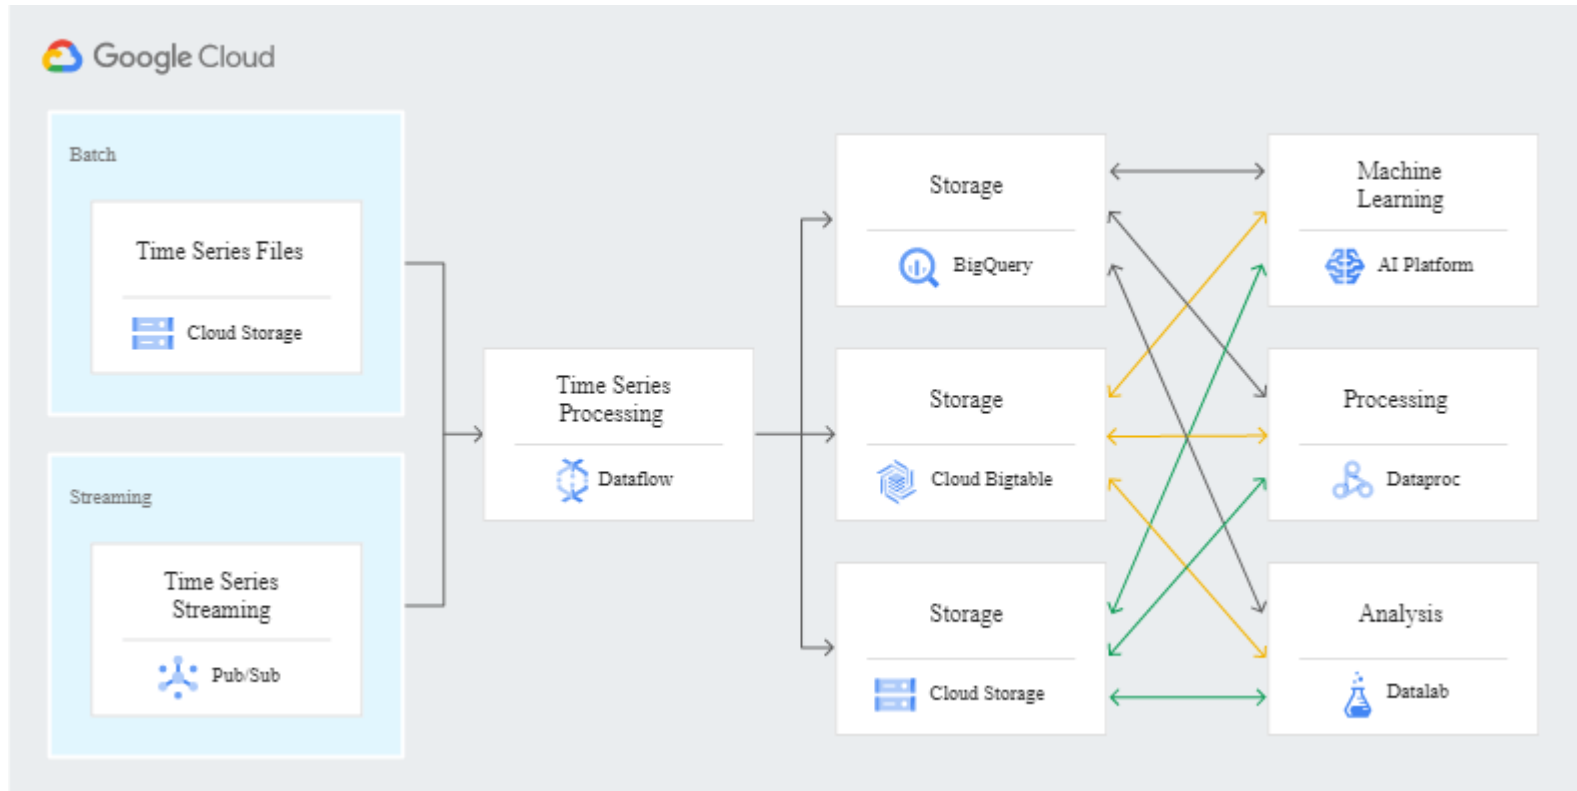 Google Cloud
Batch
Time Series Files
Cloud Storage
Streaming
Time Series
Streaming
Pub/Sub
Time Series
Processing
Dataflow
Storage
BigQuery
Storage
Cloud Bigtable
Storage
Cloud Storage
Machine
Learning
AI Platform
Processing
Dataproc
Analysis
Datalab